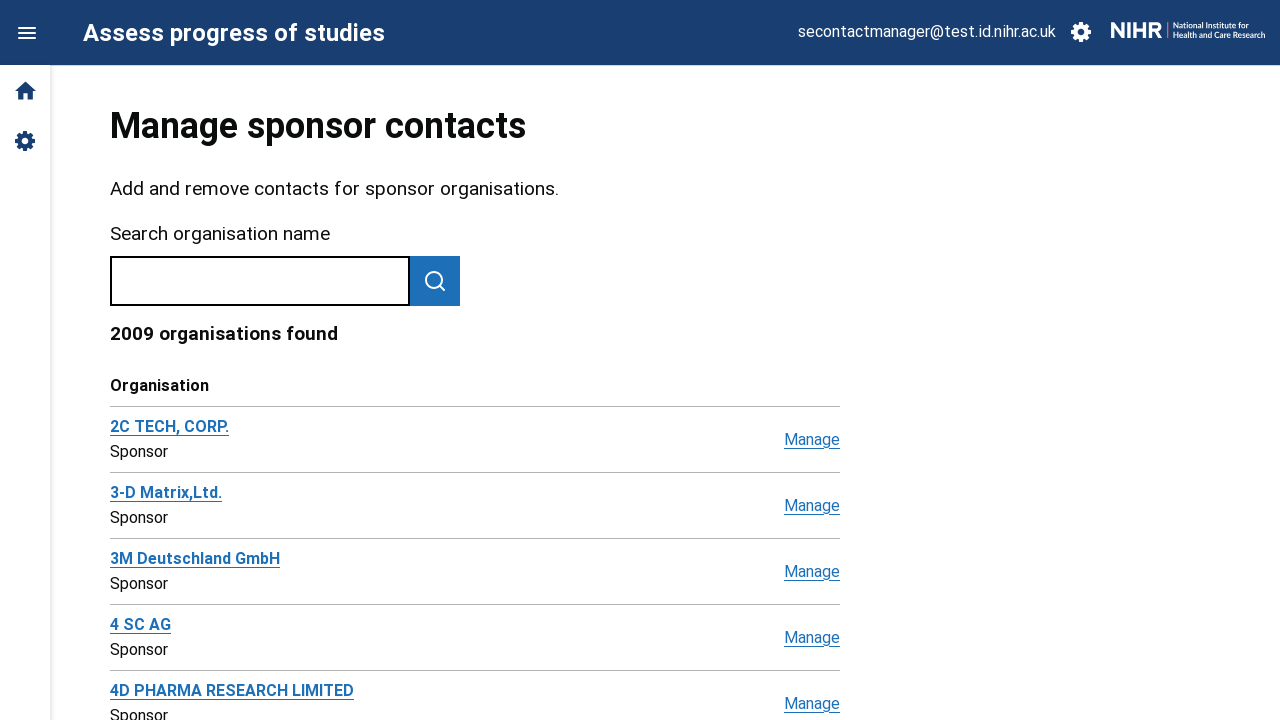 Assess progress of studies
secontactmanager@test.id.nihr.ac.uk
NIHR | National Institute for
Health and Care Research
Manage sponsor contacts
Add and remove contacts for sponsor organisations.
Search organisation name
2009 organisations found
Organisation
2C TECH, CORP.
Sponsor
Manage
3-D Matrix,Ltd.
Sponsor
Manage
3M Deutschland GmbH
Sponsor
Manage
4 SC AG
Sponsor
Manage
4D PHARMA RESEARCH LIMITED
Sponsor
Manage